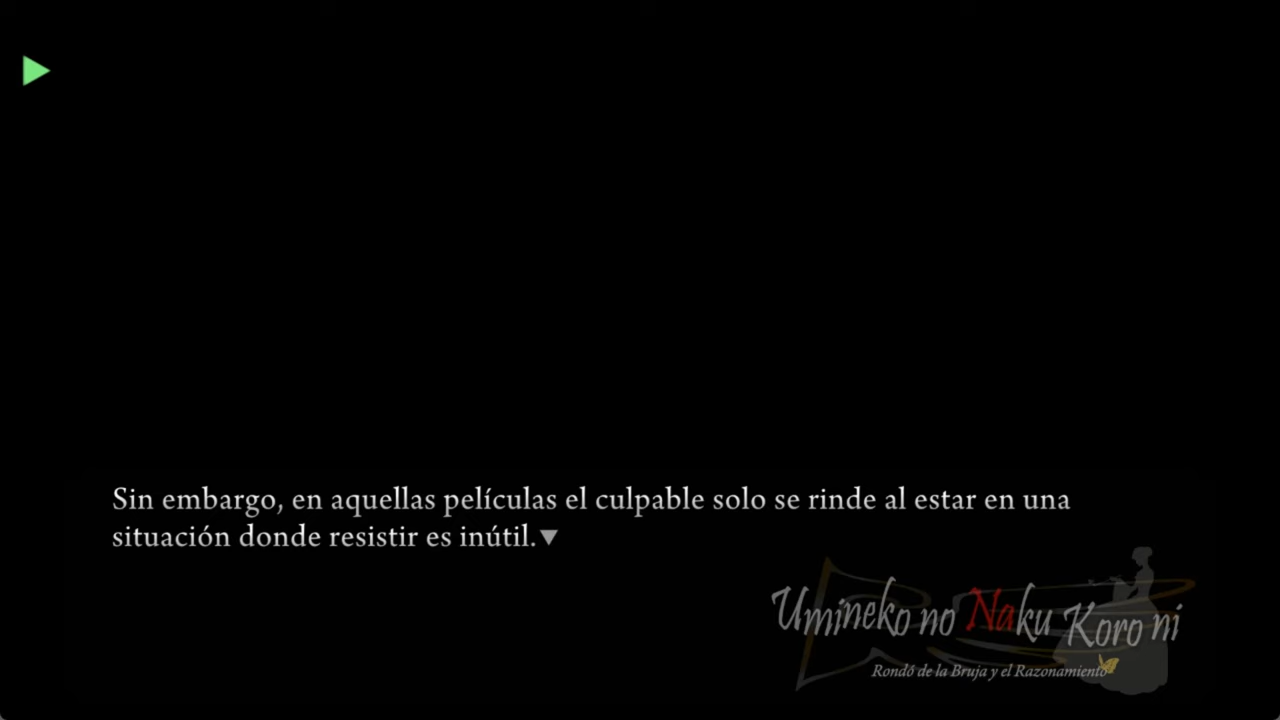 Sin embargo, en aquellas películas el culpable solo se rinde al estar en una
situación donde resistir es inútil.
Umineko no Naku Koro ni
Rondó de la Bruja y el Razonamiento